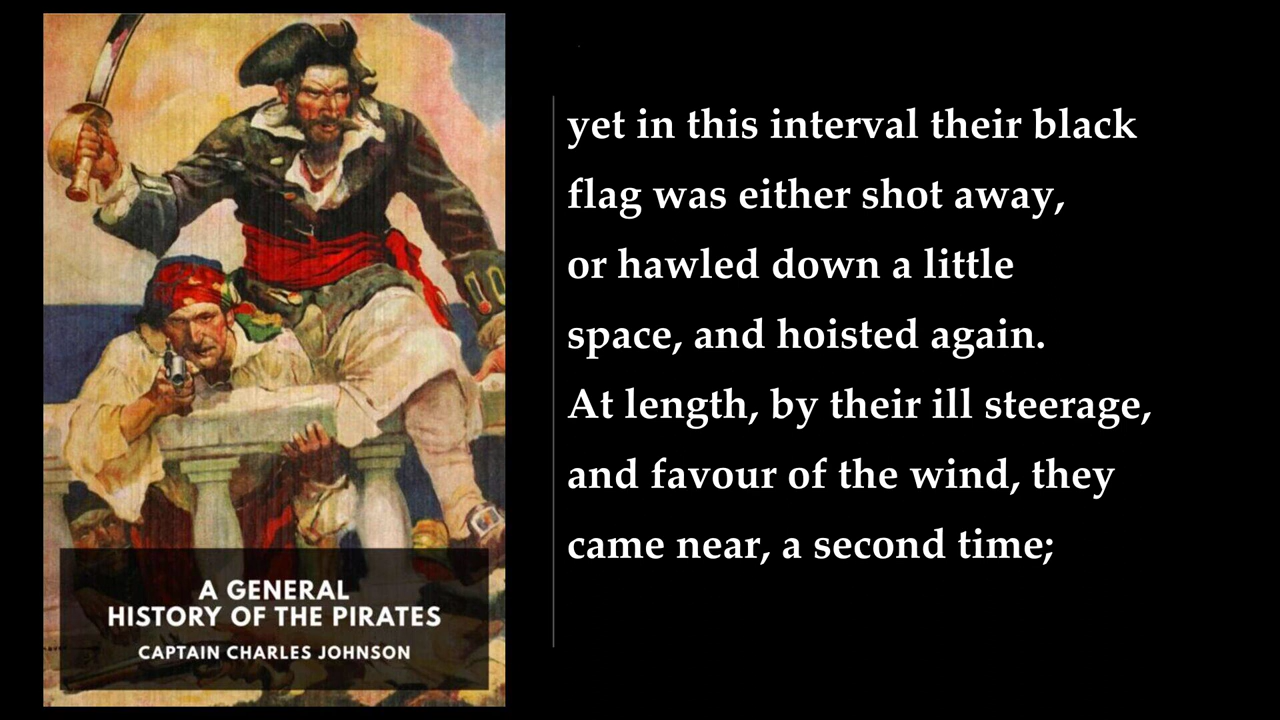 yet in this interval their black
flag was either shot away,
or hawled down a little
space, and hoisted again.
At length, by their ill steerage,
and favour of the wind, they
came near, a second time;
A GENERAL
HISTORY OF THE PIRATES
CAPTAIN CHARLES JOHNSON